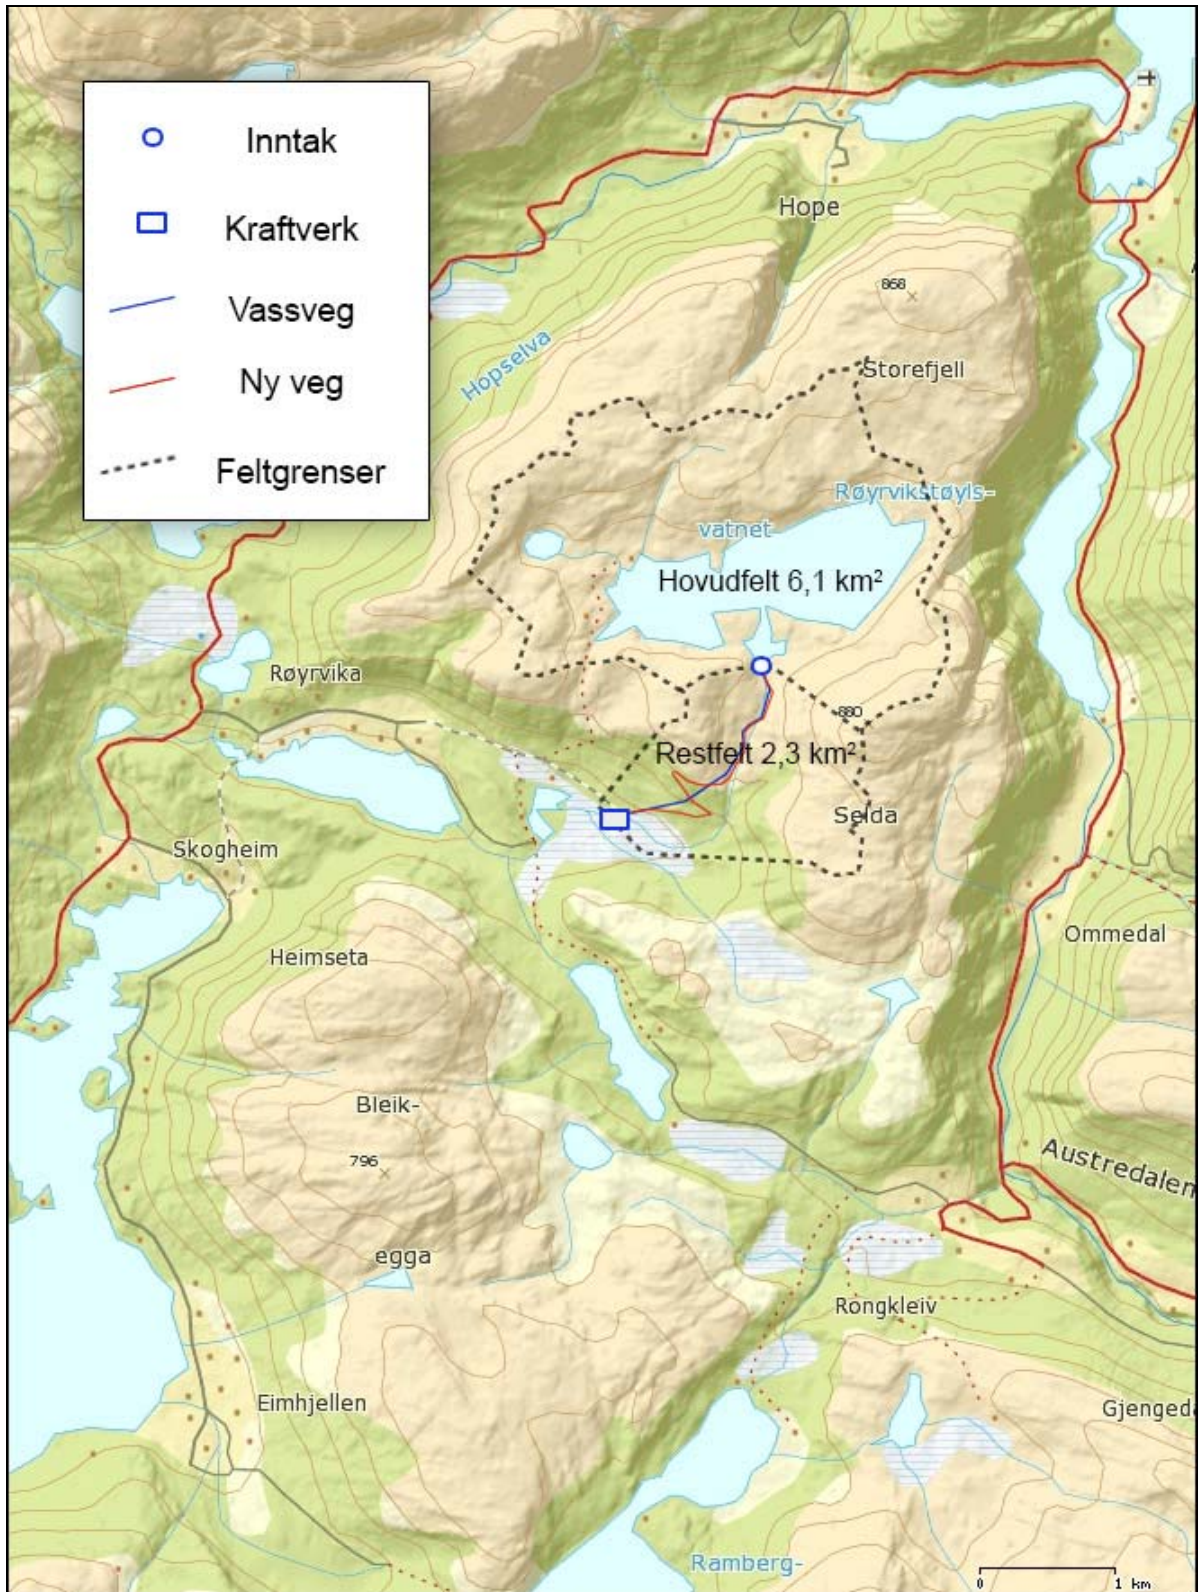 Inntak
Kraftverk
Vassveg
Ny veg
Feltgrenser
Hope
868
Hopselva
Storefjell
Røyrvikstøyls-
vatnet
Hovudfelt 6,1 km²
Røyrvika
880
Restfelt 2,3 km²
Selda
Skogheim
Ommedal
Heimseta
Bleik-
796
Austredalen
egga
Rongkleiv
Eimhjellen
Gjengeda
Ramberg-
0 1 km